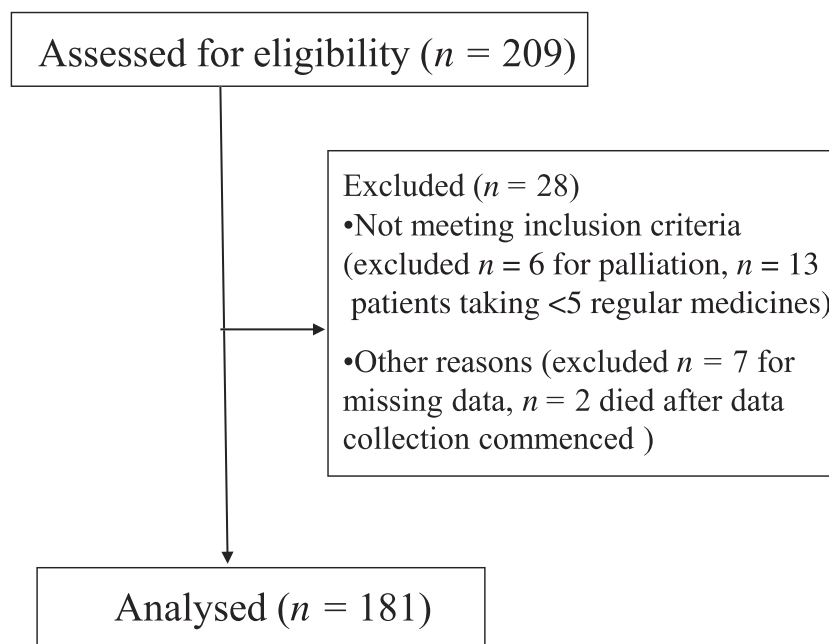 Assessed for eligibility (n = 209)
Excluded (n = 28)
•Not meeting inclusion criteria
(excluded n = 6 for palliation, n = 13
patients taking <5 regular medicines)
•Other reasons (excluded n = 7 for
missing data, n = 2 died after data
collection commenced )
Analysed (n = 181)